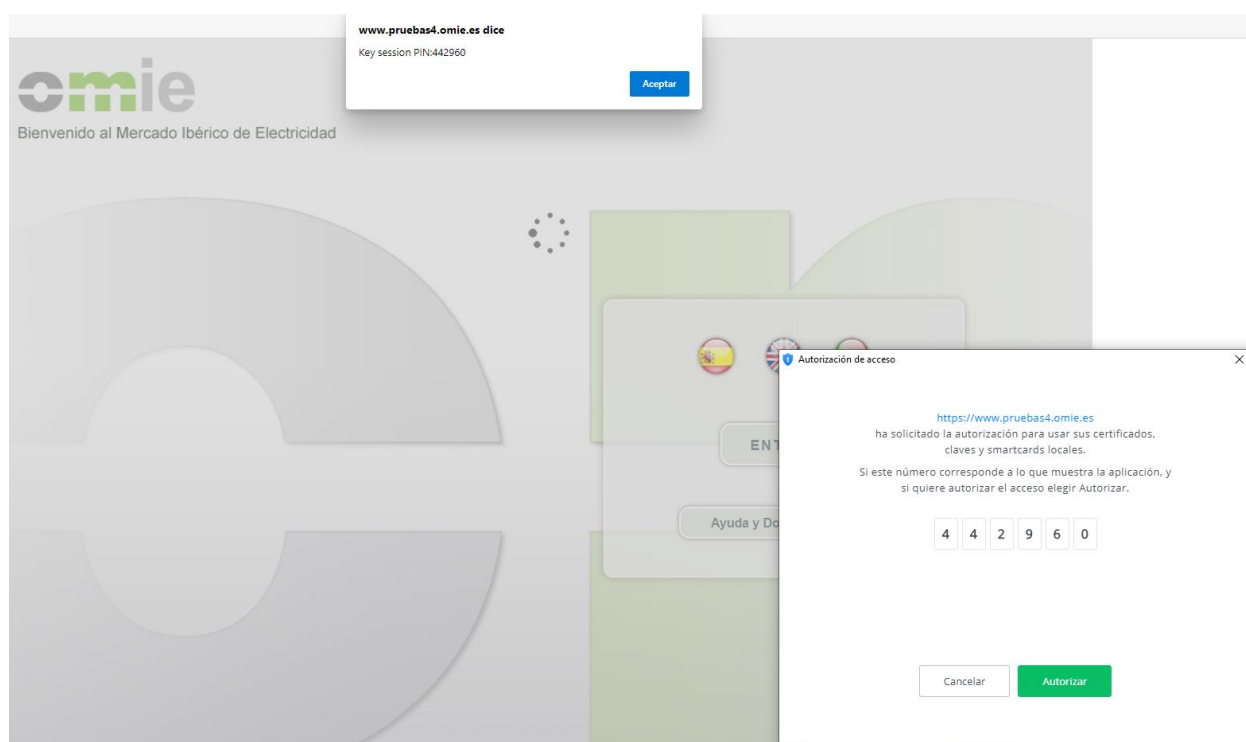 www.pruebas4.omie.es dice
Key session PIN:442960
Aceptar
omie
Bienvenido al Mercado Ibérico de Electricidad
Autorización de acceso
https://www.pruebas4.omie.es
ha solicitado la autorización para usar sus certificados,
claves y smartcards locales.
Si este número corresponde a lo que muestra la aplicación, y
si quiere autorizar el acceso elegir Autorizar.
ENT
4 4 2 9 6 0
Ayuda y Do
Cancelar
Autorizar